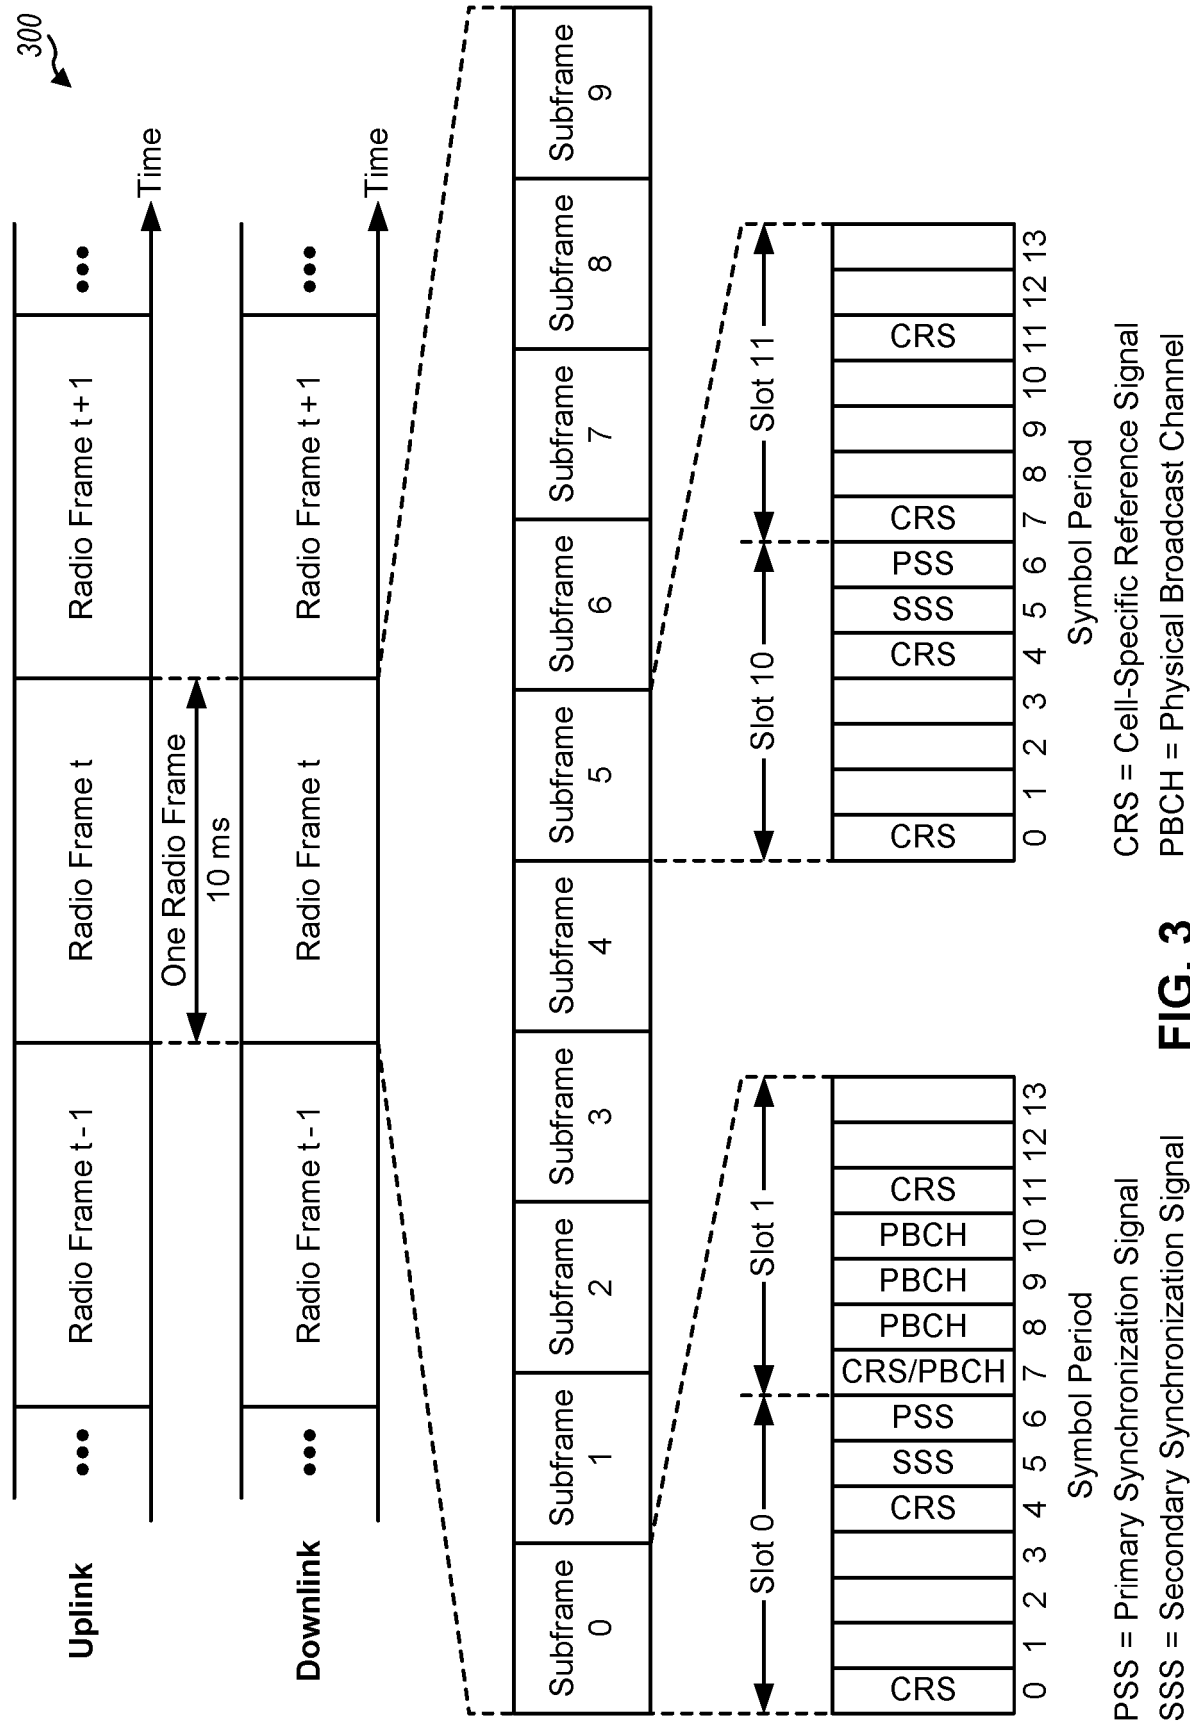 300
Uplink
••• Radio Frame t - 1 Radio Frame t Radio Frame t + 1 •••
Time
One Radio Frame
10 ms
Downlink
••• Radio Frame t - 1 Radio Frame t Radio Frame t + 1 •••
Time
Subframe 0
Subframe 1
Subframe 2
Subframe 3
Subframe 4
Subframe 5
Subframe 6
Subframe 7
Subframe 8
Subframe 9
Slot 0 Slot 1
CRS CRS SSS PSS CRS/PBCH PBCH PBCH PBCH CRS
0 1 2 3 4 5 6 7 8 9 10 11 12 13
Symbol Period
Slot 10 Slot 11
CRS CRS SSS PSS CRS CRS
0 1 2 3 4 5 6 7 8 9 10 11 12 13
Symbol Period
PSS = Primary Synchronization Signal
SSS = Secondary Synchronization Signal
CRS = Cell-Specific Reference Signal
PBCH = Physical Broadcast Channel
FIG. 3